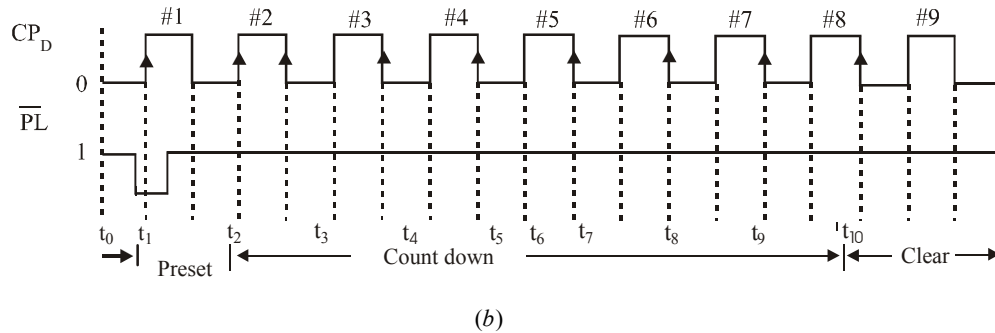 #1 #2 #3 #4 #5 #6 #7 #8 #9
CP_D
0
P̅L̅
1
t₀ t₁ t₂ t₃ t₄ t₅ t₆ t₇ t₈ t₉ t₁₀
Preset Count down Clear
(b)